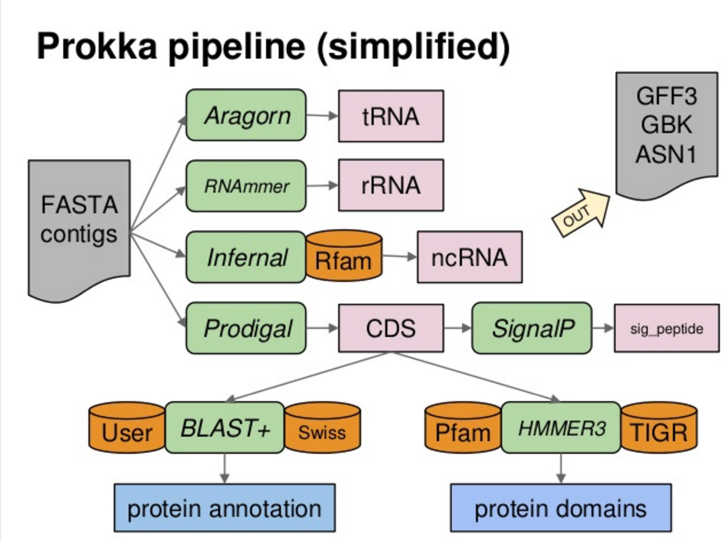 Prokka pipeline (simplified)
GFF3
GBK
ASN1
OUT
FASTA
contigs
Aragorn
tRNA
RNAmmer
rRNA
Infernal
Rfam
ncRNA
Prodigal
CDS
SignalP
sig_peptide
User
BLAST+
Swiss
Pfam
HMMER3
TIGR
protein annotation
protein domains